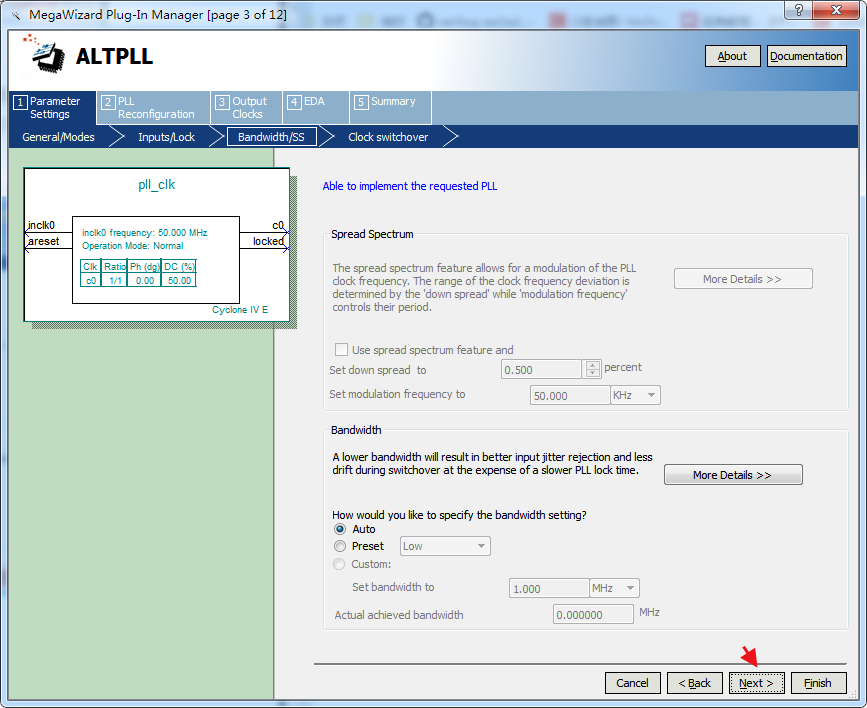 MegaWizard Plug-In Manager [page 3 of 12]
?
ALTPLL
About
Documentation
1 Parameter Settings
2 PLL Reconfiguration
3 Output Clocks
4 EDA
5 Summary
General/Modes
Inputs/Lock
Bandwidth/SS
Clock switchover
pll_clk
inclk0
areset
c0
locked
inclk0 frequency: 50.000 MHz
Operation Mode: Normal
Clk Ratio Ph (dg) DC (%)
c0 1/1 0.00 50.00
Cyclone IV E
Able to implement the requested PLL
Spread Spectrum
The spread spectrum feature allows for a modulation of the PLL
clock frequency. The range of the clock frequency deviation is
determined by the 'down spread' while 'modulation frequency'
controls their period.
More Details >>
Use spread spectrum feature and
Set down spread to 0.500 percent
Set modulation frequency to 50.000 KHz
Bandwidth
A lower bandwidth will result in better input jitter rejection and less
drift during switchover at the expense of a slower PLL lock time.
More Details >>
How would you like to specify the bandwidth setting?
Auto
Preset Low
Custom:
Set bandwidth to 1.000 MHz
Actual achieved bandwidth 0.000000 MHz
Cancel
< Back
Next >
Finish